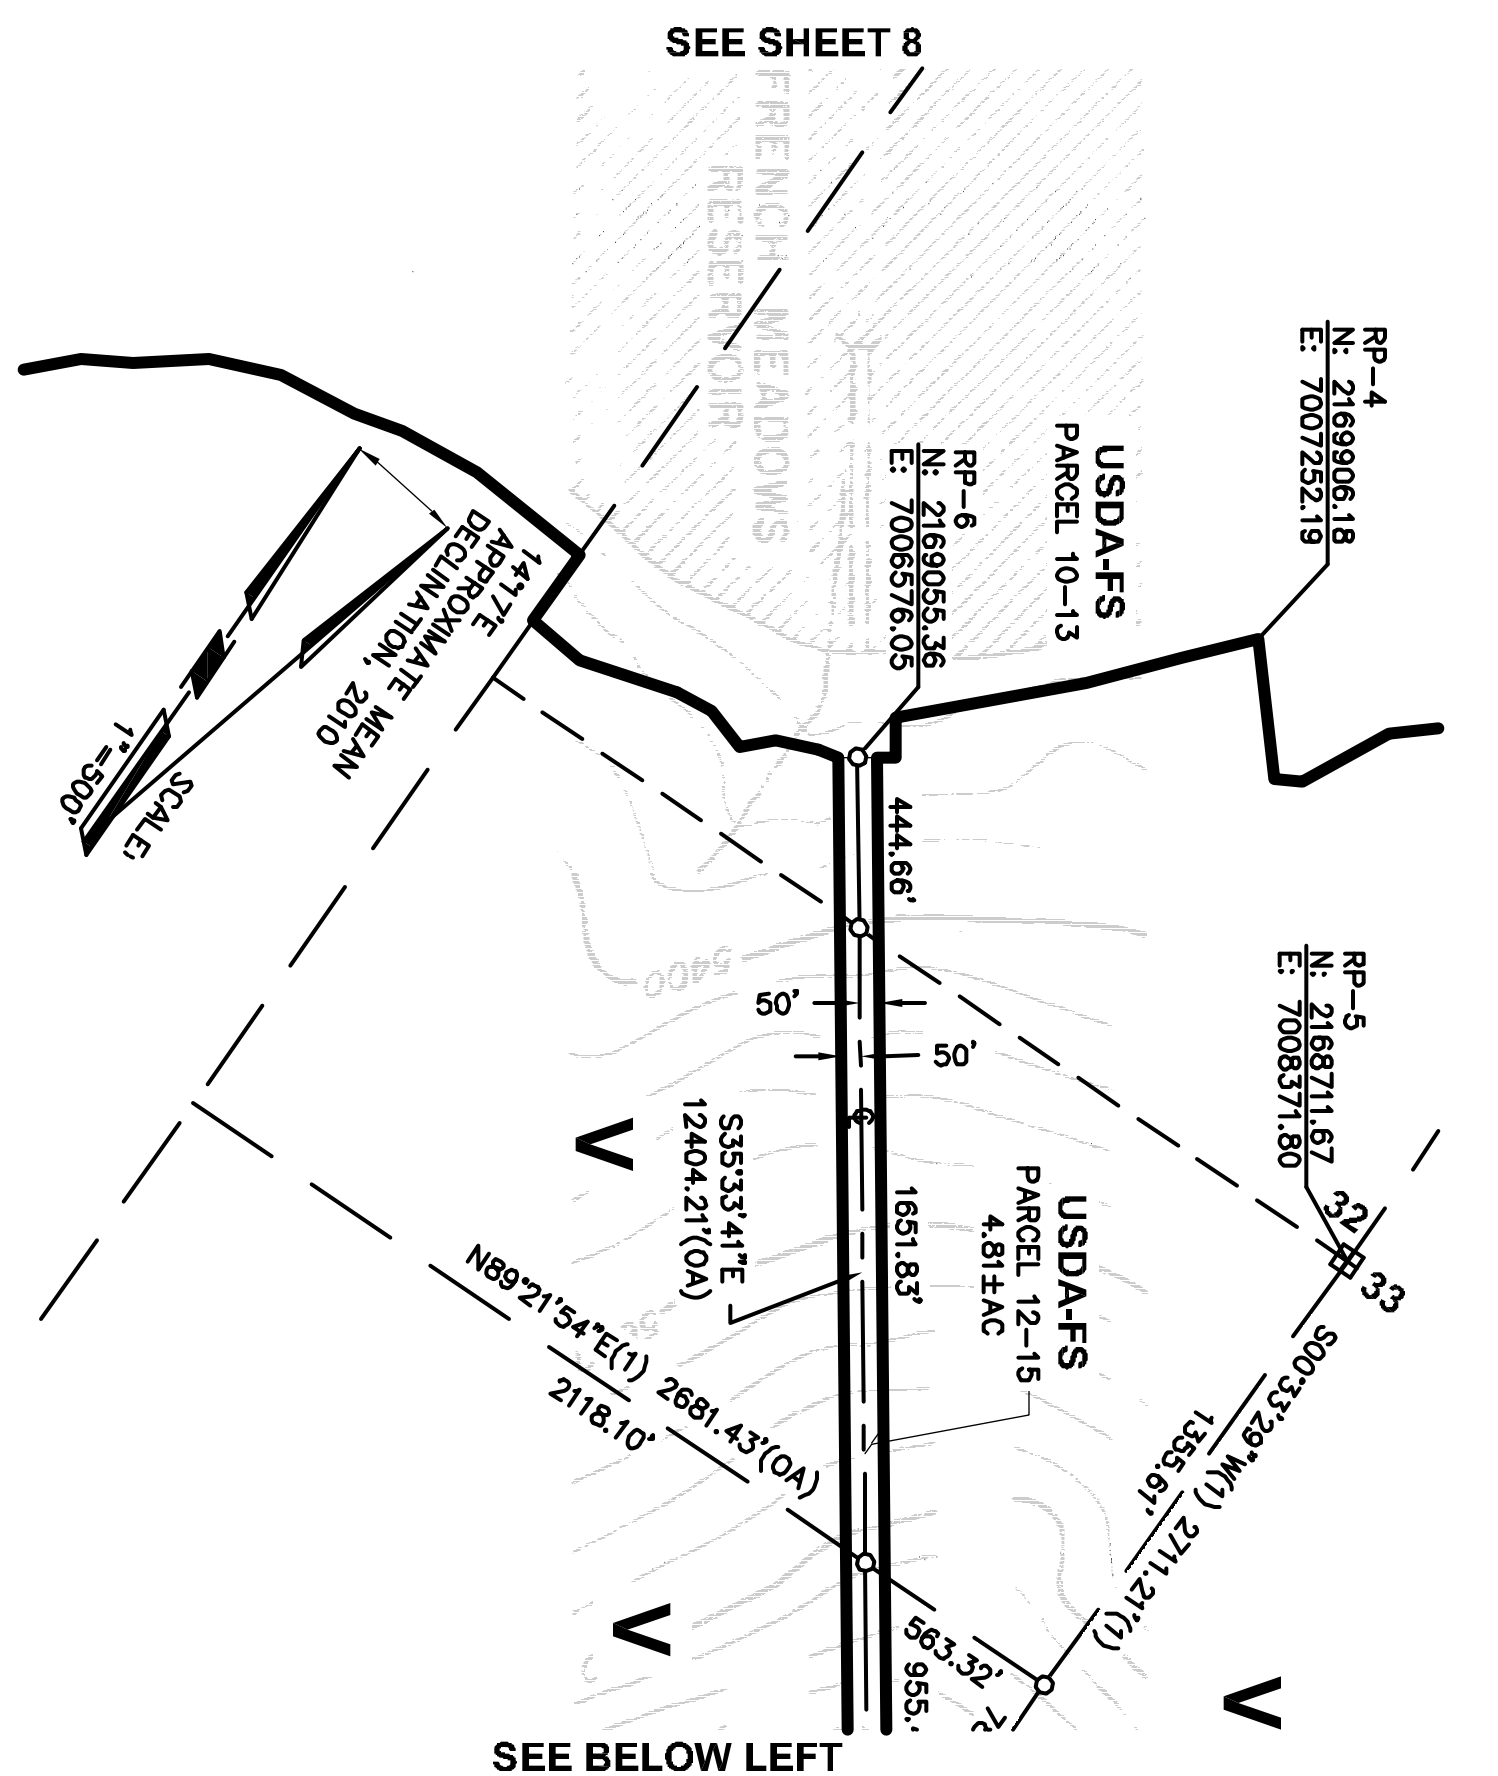 SEE SHEET 8
FRENCH MEADOWS
RESERVOIR
RP-4
N: 2169906.18
E: 7007252.19
USDA-FS
PARCEL 10-13
RP-6
N: 2169055.36
E: 7006576.05
14°17'E
APPROXIMATE MEAN
DECLINATION, 2010
SCALE:
1"=500'
444.66'
50'
50'
RP-5
N: 2168711.67
E: 7008371.80
32
33
S35°33'41"E
12404.21'(OA)
1651.83'
USDA-FS
PARCEL 12-15
4.81±AC
N89°21'54"E(1) 2681.43'(OA)
2118.10'
S00°33'29"W(1) 2711.21'(1)
1355.61'
563.32'
955.
V
V
V
SEE BELOW LEFT